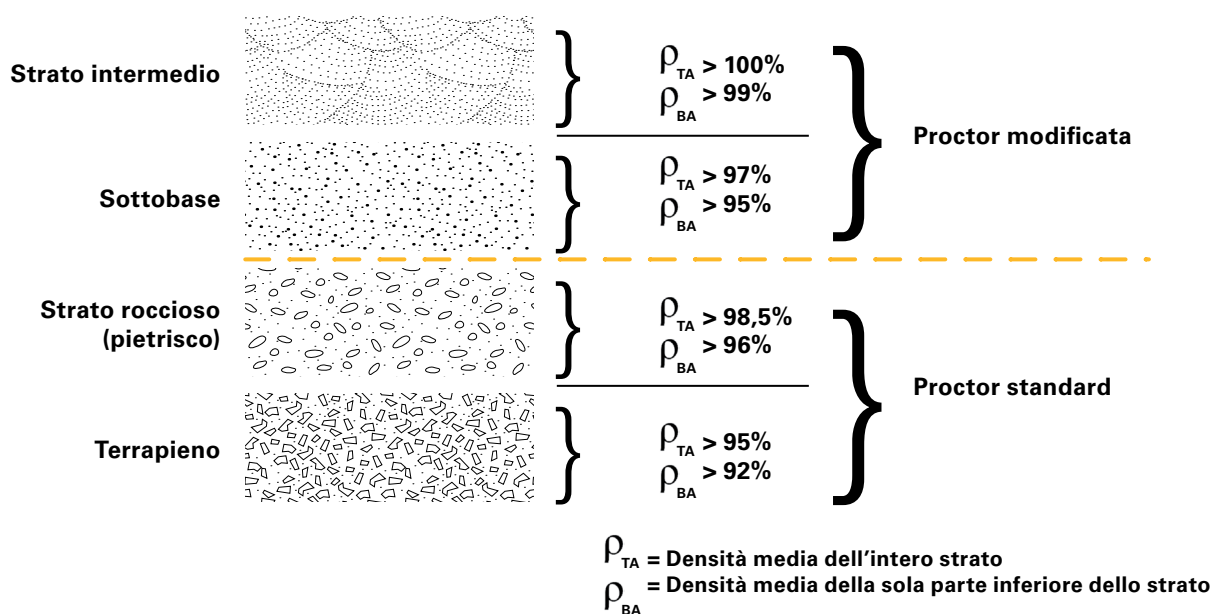 Strato intermedio
ρTA > 100%
ρBA > 99%
Proctor modificata
Sottobase
ρTA > 97%
ρBA > 95%
Strato roccioso
(pietrisco)
ρTA > 98,5%
ρBA > 96%
Proctor standard
Terrapieno
ρTA > 95%
ρBA > 92%
ρTA = Densità media dell'intero strato
ρBA = Densità media della sola parte inferiore dello strato